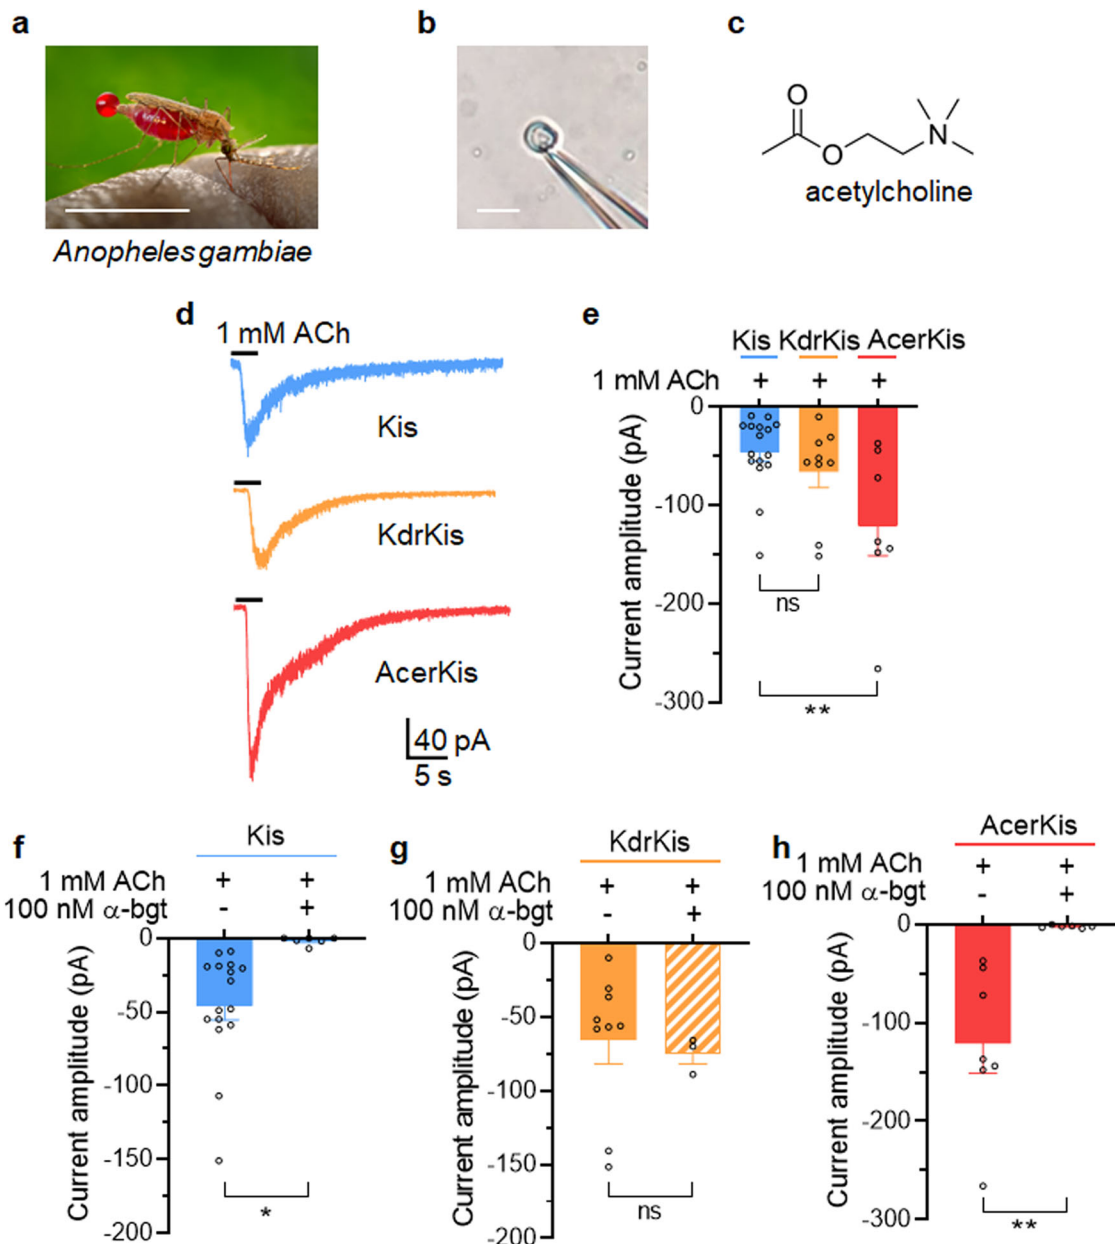 a
b
c
O
O
N
acetylcholine
Anopheles gambiae
d
1 mM ACh
Kis
KdrKis
AcerKis
40 pA
5 s
e
Kis KdrKis AcerKis
1 mM ACh + + +
Current amplitude (pA)
0
-100
-200
-300
ns
**
f
Kis
1 mM ACh + +
100 nM α-bgt - +
Current amplitude (pA)
0
-50
-100
-150
-200
*
g
KdrKis
1 mM ACh + +
100 nM α-bgt - +
Current amplitude (pA)
0
-50
-100
-150
-200
ns
h
AcerKis
1 mM ACh + +
100 nM α-bgt - +
Current amplitude (pA)
0
-100
-200
-300
**